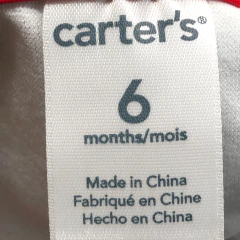 carter's®
6
months/mois
Made in China
Fabriqué en Chine
Hecho en China